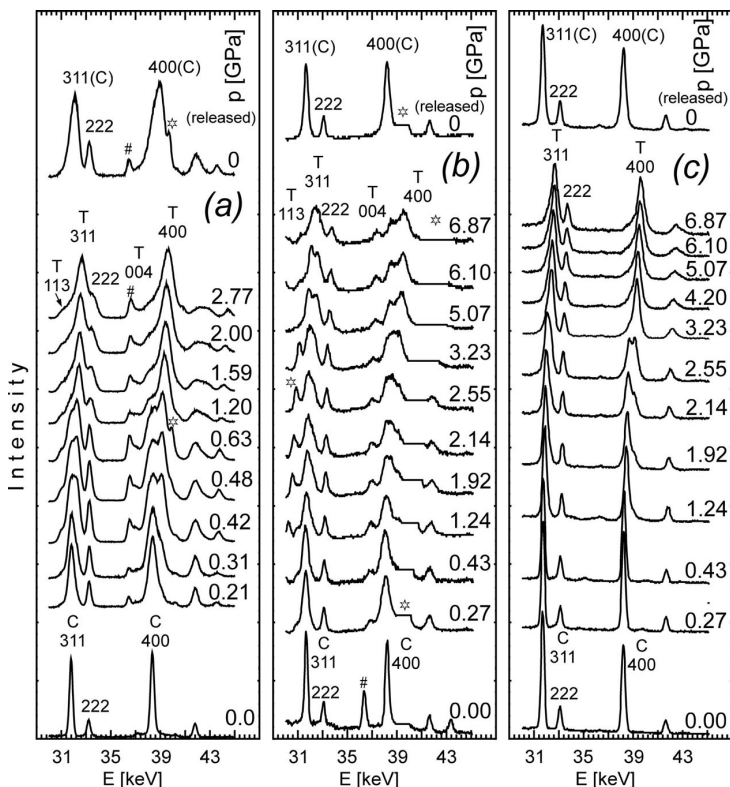 311(C)
400(C)
p [GPa]
222
(released)
#
☆
0
(a)
T
T
311
400
T
T
113
222
004
#
2.77
2.00
1.59
1.20
☆
0.63
0.48
0.42
0.31
0.21
C
C
311
400
222
0.0
31 35 39 43
E [keV]
Intensity
311(C)
400(C)
p [GPa]
222
☆
(released)
0
(b)
T
T
311
T
T
400
113
222
004
☆
6.87
6.10
5.07
3.23
☆
2.55
2.14
1.92
1.24
0.43
☆
0.27
C
C
311
#
400
222
0.00
31 35 39 43
E [keV]
311(C)
400(C)
p [GPa]
222
(released)
0
T
T
311
400
(c)
222
6.87
6.10
5.07
4.20
3.23
2.55
2.14
1.92
1.24
0.43
0.27
C
C
311
400
222
0.00
31 35 39 43
E [keV]